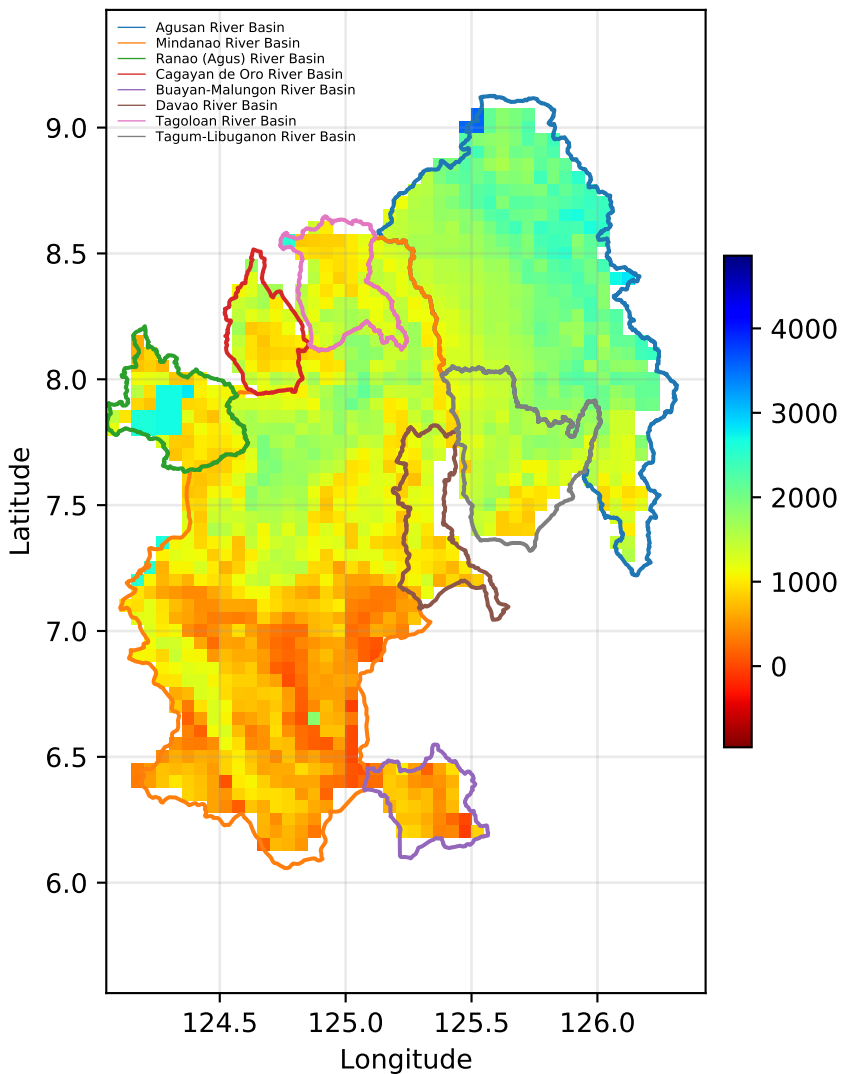 Agusan River Basin
Mindanao River Basin
Ranao (Agus) River Basin
Cagayan de Oro River Basin
Buayan-Malungon River Basin
Davao River Basin
Tagoloan River Basin
Tagum-Libuganon River Basin
9.0
8.5
8.0
7.5
7.0
6.5
6.0
Latitude
124.5 125.0 125.5 126.0
Longitude
4000
3000
2000
1000
0